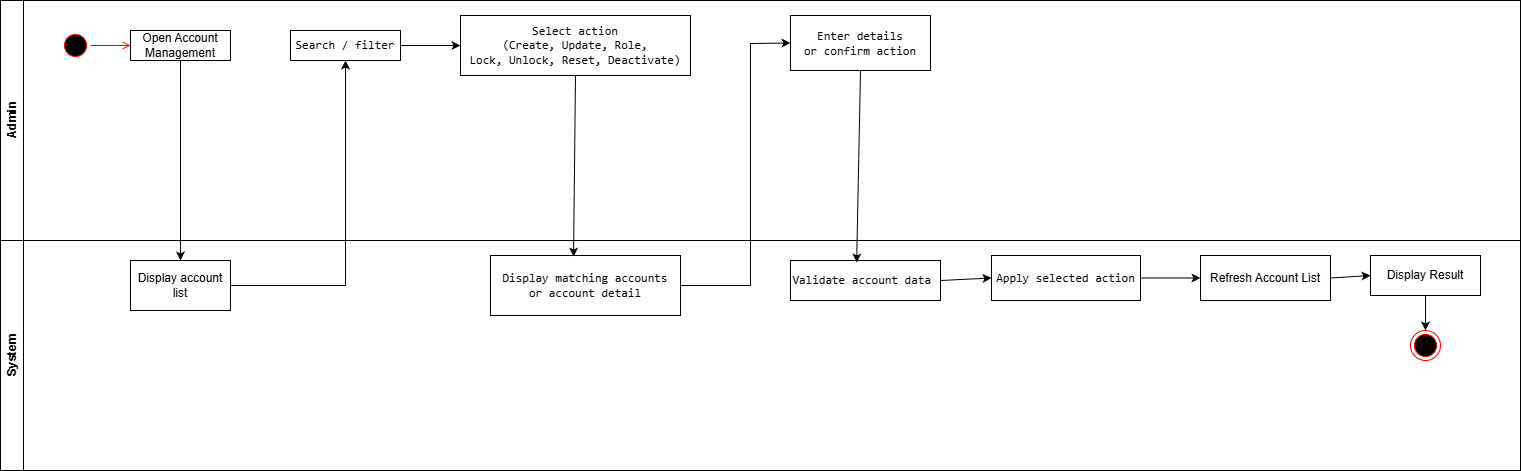 Admin
Open Account
Management
Search / filter
Select action
(Create, Update, Role,
Lock, Unlock, Reset, Deactivate)
Enter details
or confirm action
System
Display account
list
Display matching accounts
or account detail
Validate account data
Apply selected action
Refresh Account List
Display Result